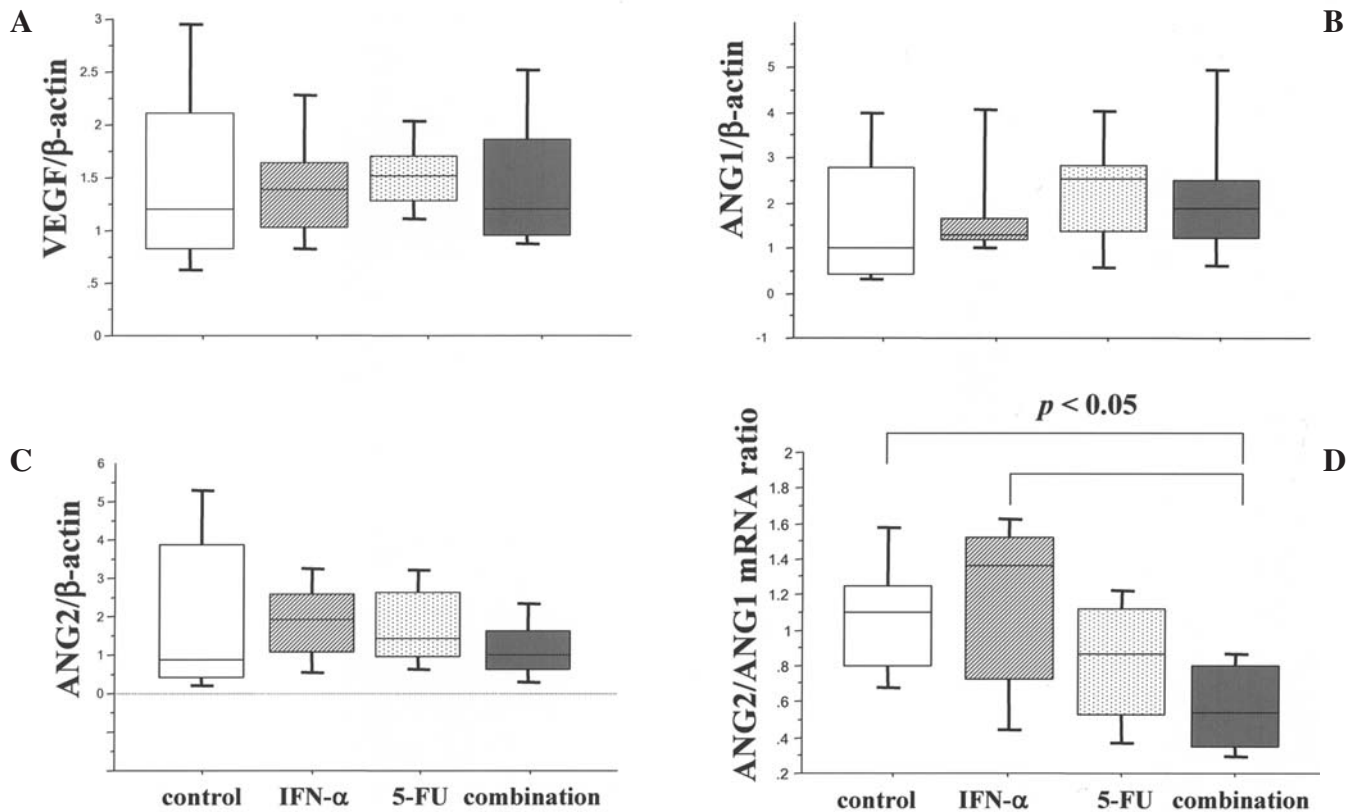 A
VEGF/β-actin
3
2.5
2
1.5
1
.5
0
B
ANG1/β-actin
5
4
3
2
1
0
-1
C
ANG2/β-actin
6
5
4
3
2
1
0
control IFN-α 5-FU combination
D
p < 0.05
ANG2/ANG1 mRNA ratio
2
1.8
1.6
1.4
1.2
1
.8
.6
.4
.2
control IFN-α 5-FU combination